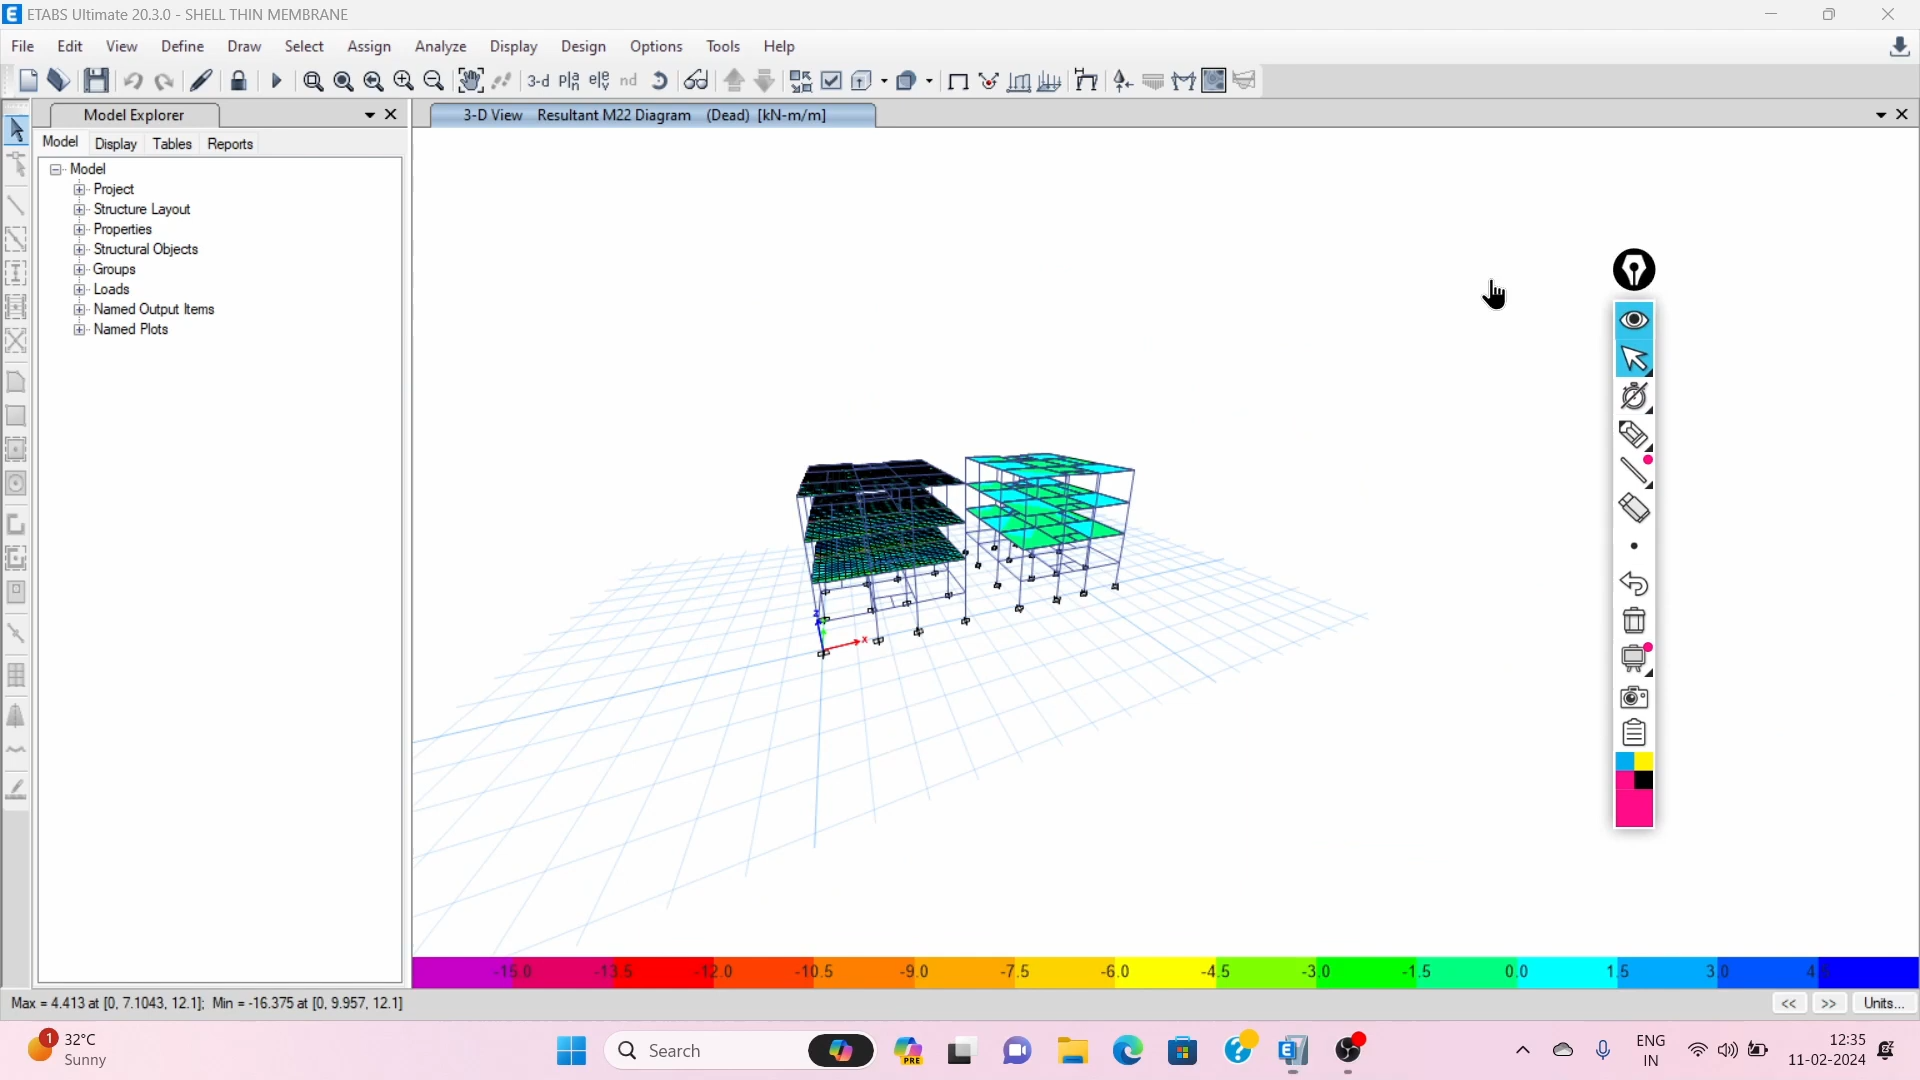 ETABS Ultimate 20.3.0 - SHELL THIN MEMBRANE
File Edit View Define Draw Select Assign Analyze Display Design Options Tools Help
3-d nd
Model Explorer
3-D View Resultant M22 Diagram (Dead) [kN-m/m]
Model Display Tables Reports
Model
Project
Structure Layout
Properties
Structural Objects
Groups
Loads
Named Output Items
Named Plots
Z
X
-15.0 -13.5 -12.0 -10.5 -9.0 -7.5 -6.0 -4.5 -3.0 -1.5 0.0 1.5 3.0
Max = 4.413 at [0, 7.1043, 12.1]; Min = -16.375 at [0, 9.957, 12.1]
<< >> Units...
1
32°C
Sunny
Search
PRE
ENG
IN
12:35
11-02-2024